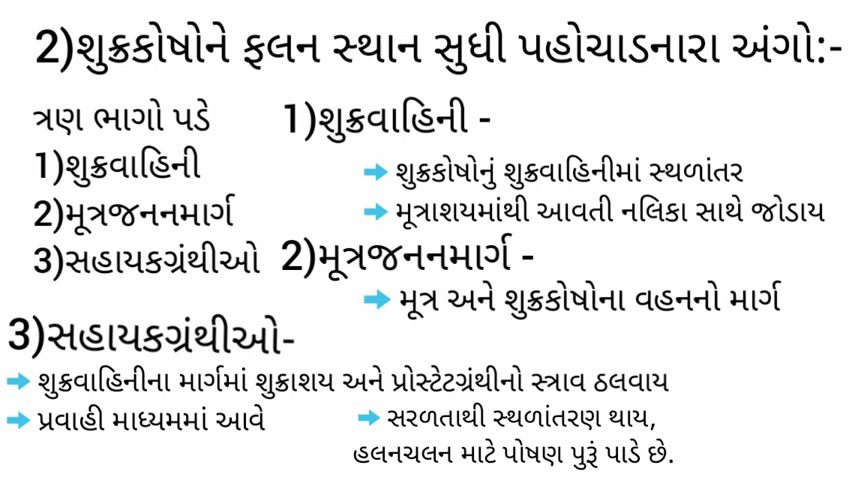 2)શુક્રકોષોને ફલન સ્થાન સુધી પહોચાડનારા અંગો:-
ત્રણ ભાગો પડે
1)શુક્રવાહિની
2)મૂત્રજનનમાર્ગ
3)સહાયકગ્રંથીઓ
1)શુક્રવાહિની -
➡ શુક્રકોષોનું શુક્રવાહિનીમાં સ્થળાંતર
➡ મૂત્રાશયમાંથી આવતી નલિકા સાથે જોડાય
2)મૂત્રજનનમાર્ગ -
➡ મૂત્ર અને શુક્રકોષોના વહનનો માર્ગ
3)સહાયકગ્રંથીઓ-
➡ શુક્રવાહિનીના માર્ગમાં શુક્રાશય અને પ્રોસ્ટેટગ્રંથીનો સ્ત્રાવ ઠલવાય
➡ પ્રવાહી માધ્યમમાં આવે
➡ સરળતાથી સ્થળાંતરણ થાય,
હલનચલન માટે પોષણ પુરૂં પાડે છે.